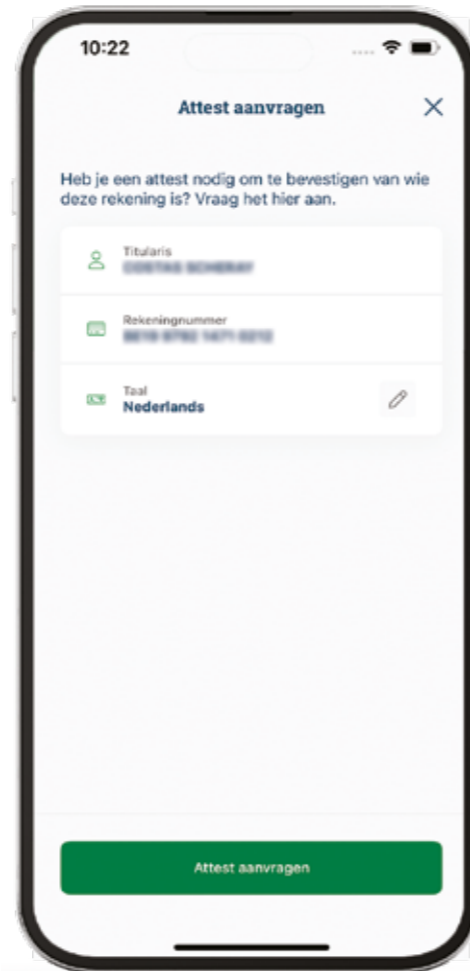 10:22
Attest aanvragen
Heb je een attest nodig om te bevestigen van wie
deze rekening is? Vraag het hier aan.
Titularis
Rekeningnummer
Taal
Nederlands
Attest aanvragen